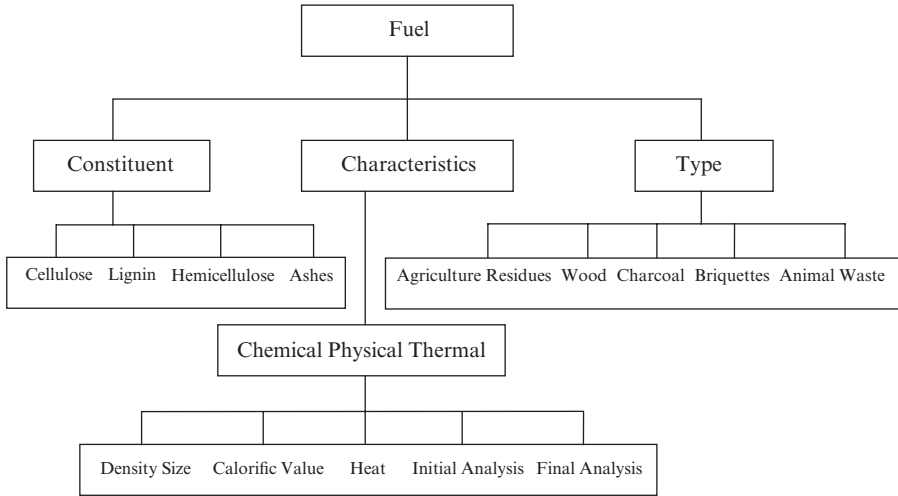 Fuel
Constituent
Characteristics
Type
Cellulose Lignin Hemicellulose Ashes
Agriculture Residues Wood Charcoal Briquettes Animal Waste
Chemical Physical Thermal
Density Size Calorific Value Heat Initial Analysis Final Analysis